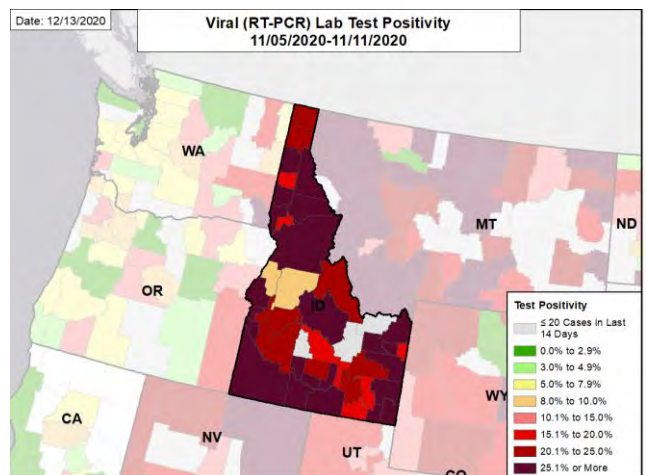 Date: 12/13/2020
Viral (RT-PCR) Lab Test Positivity
11/05/2020-11/11/2020
WA
MT
ND
OR
ID
Test Positivity
≤ 20 Cases in Last
14 Days
0.0% to 2.9%
3.0% to 4.9%
5.0% to 7.9%
8.0% to 10.0%
10.1% to 15.0%
15.1% to 20.0%
20.1% to 25.0%
25.1% or More
WY
CA
NV
UT
CO